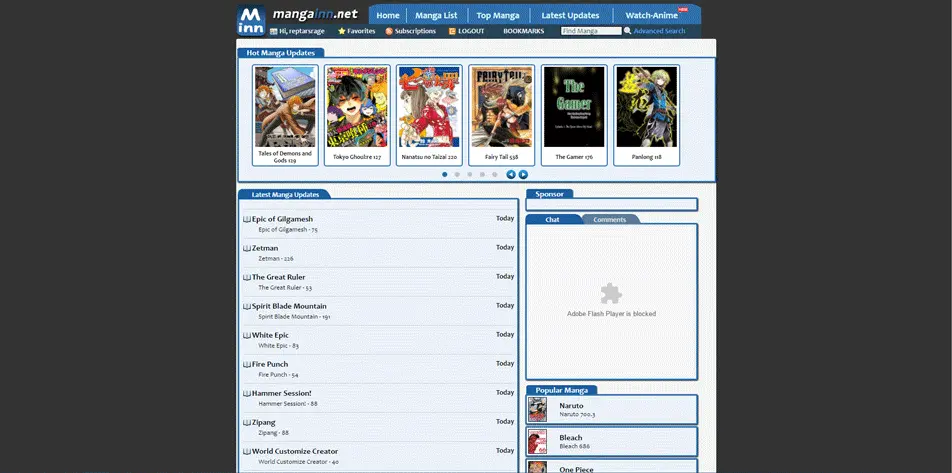 M
inn
mangainn.net
Home
Manga List
Top Manga
Latest Updates
Watch-Anime
Hi, reptarsrage
Favorites
Subscriptions
LOGOUT
BOOKMARKS
Find Manga
Advanced Search
Hot Manga Updates
FAIRY TAIL
The
Gamer
Tales of Demons and
Gods 129
Tokyo Ghoul:re 127
Nanatsu no Taizai 220
Fairy Tail 538
The Gamer 176
Panlong 118
Latest Manga Updates
Epic of Gilgamesh
Today
Epic of Gilgamesh - 75
Zetman
Today
Zetman - 226
The Great Ruler
Today
The Great Ruler - 53
Spirit Blade Mountain
Today
Spirit Blade Mountain - 191
White Epic
Today
White Epic - 83
Fire Punch
Today
Fire Punch - 54
Hammer Session!
Today
Hammer Session! - 88
Zipang
Today
Zipang - 88
World Customize Creator
Today
World Customize Creator - 40
Sponsor
Chat
Comments
Adobe Flash Player is blocked
Popular Manga
Naruto
Naruto 700.3
Bleach
Bleach 686
One Piece